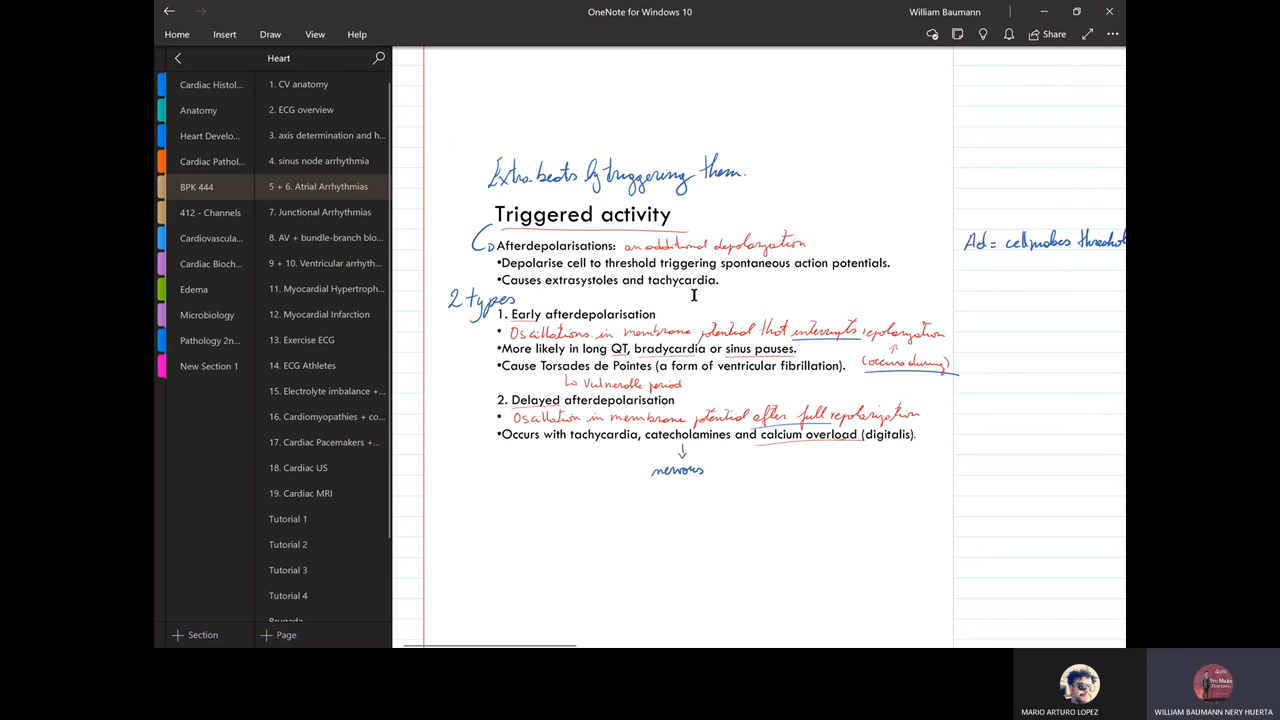 OneNote for Windows 10
William Baumann
Home Insert Draw View Help
Share
Heart
Cardiac Histol...
Anatomy
Heart Develo...
Cardiac Pathol...
BPK 444
412 - Channels
Cardiovascula...
Cardiac Bioch...
Edema
Microbiology
Pathology 2n...
New Section 1
1. CV anatomy
2. ECG overview
3. axis determination and h...
4. sinus node arrhythmia
5 + 6. Atrial Arrhythmias
7. Junctional Arrhythmias
8. AV + bundle-branch blo...
9 + 10. Ventricular arryth...
11. Myocardial Hypertroph...
12. Myocardial Infarction
13. Exercise ECG
14. ECG Athletes
15. Electrolyte imbalance +...
16. Cardiomyopathies + co...
17. Cardiac Pacemakers +...
18. Cardiac US
19. Cardiac MRI
Tutorial 1
Tutorial 2
Tutorial 3
Tutorial 4
Brugada
Section
Page
Extra-beats by triggering them.
Triggered activity
Afterdepolarisations: an additional depolarization
•Depolarise cell to threshold triggering spontaneous action potentials.
•Causes extrasystoles and tachycardia.
2 types
1. Early afterdepolarisation
• Oscillations in membrane potential that interrupts repolarization
(occurs during)
•More likely in long QT, bradycardia or sinus pauses.
•Cause Torsades de Pointes (a form of ventricular fibrillation).
Vulnerable period
2. Delayed afterdepolarisation
• Oscillation in membrane potential after full repolarization
•Occurs with tachycardia, catecholamines and calcium overload (digitalis).
nervous
Ad = cell makes threshol
MARIO ARTURO LOPEZ
WILLIAM BAUMANN NERY HUERTA